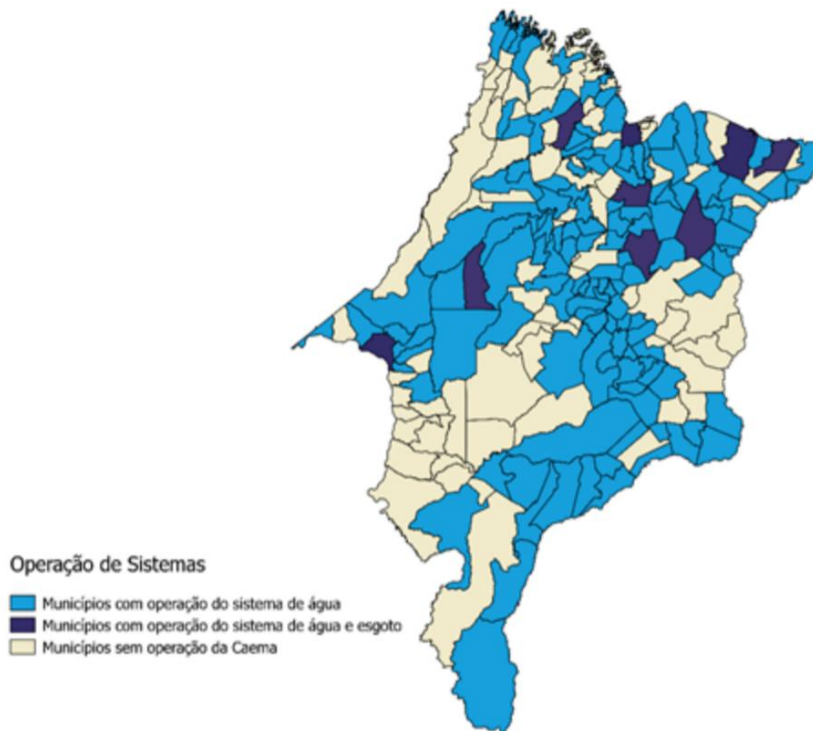 Operação de Sistemas
Municípios com operação do sistema de água
Municípios com operação do sistema de água e esgoto
Municípios sem operação da Caema